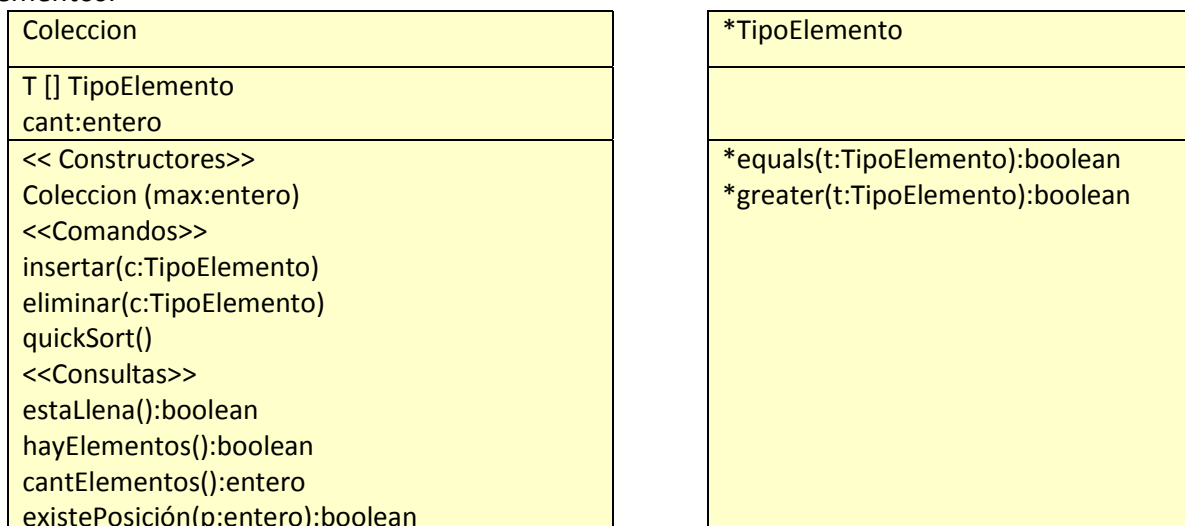 Coleccion
T [] TipoElemento
cant:entero
<< Constructores>>
Coleccion (max:entero)
<<Comandos>>
insertar(c:TipoElemento)
eliminar(c:TipoElemento)
quickSort()
<<Consultas>>
estaLlena():boolean
hayElementos():boolean
cantElementos():entero
existePosición(p:entero):boolean
*TipoElemento
*equals(t:TipoElemento):boolean
*greater(t:TipoElemento):boolean